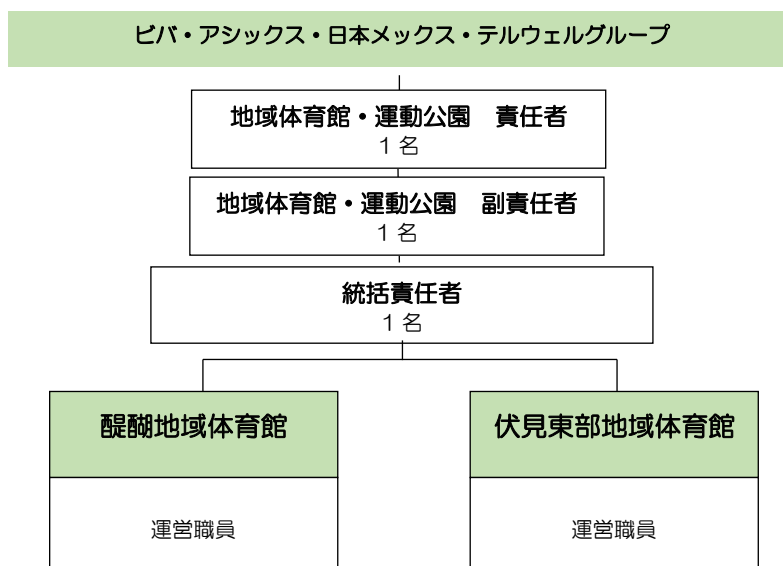 ビバ・アシックス・日本メックス・テルウェルグループ
地域体育館・運動公園　責任者
1 名
地域体育館・運動公園　副責任者
1 名
統括責任者
1 名
醍醐地域体育館
伏見東部地域体育館
運営職員
運営職員